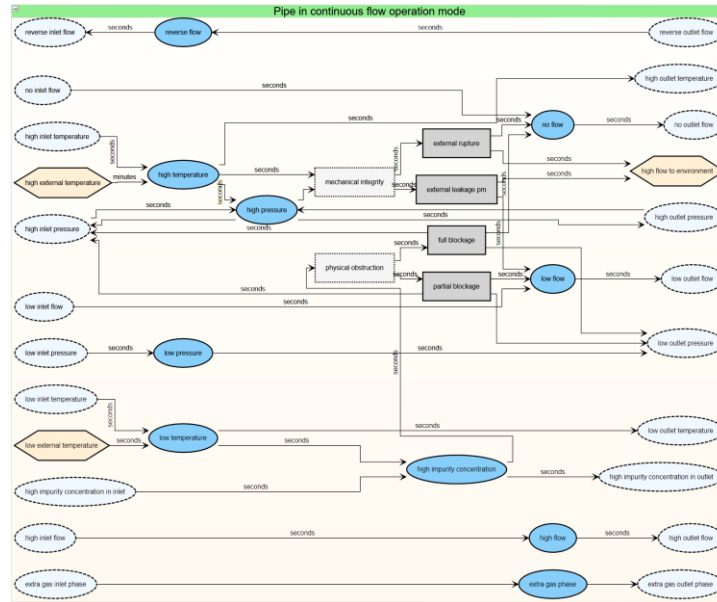 Pipe in continuous flow operation mode
reverse inlet flow
seconds
reverse flow
seconds
reverse outlet flow
high outlet temperature
no inlet flow
seconds
seconds
seconds
no flow
seconds
no outlet flow
high inlet temperature
seconds
seconds
external rupture
seconds
seconds
high external temperature
minutes
high temperature
seconds
mechanical integrity
seconds
external leakage pm
seconds
high flow to environment
seconds
seconds
high pressure
seconds
seconds
high outlet pressure
high inlet pressure
seconds
seconds
full blockage
physical obstruction
seconds
seconds
partial blockage
seconds
low flow
seconds
low outlet flow
seconds
low inlet flow
seconds
seconds
low outlet pressure
low inlet pressure
seconds
low pressure
seconds
seconds
low inlet temperature
seconds
low external temperature
seconds
low temperature
seconds
low outlet temperature
seconds
high impurity concentration
high impurity concentration in inlet
seconds
seconds
high impurity concentration in outlet
high inlet flow
seconds
high flow
seconds
high outlet flow
extra gas inlet phase
seconds
extra gas phase
seconds
extra gas outlet phase